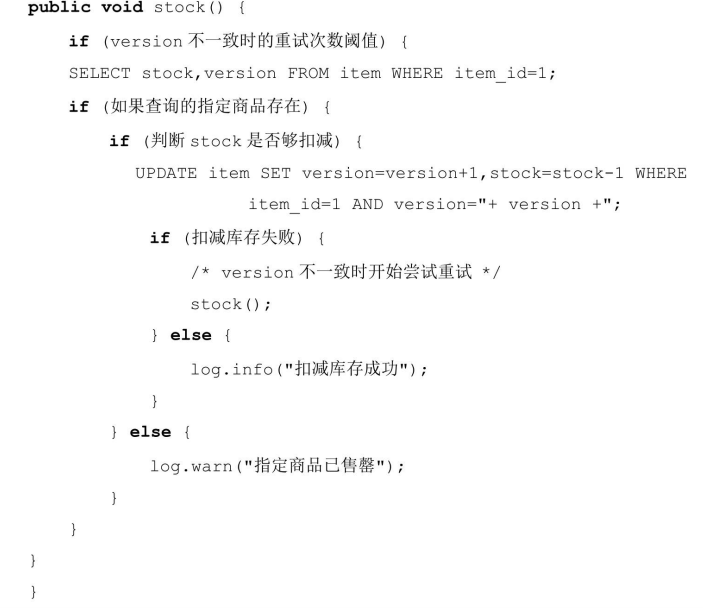 public void stock() {
if (version 不一致时的重试次数阈值) {
SELECT stock,version FROM item WHERE item_id=1;
if (如果查询的指定商品存在) {
if (判断 stock 是否够扣减) {
UPDATE item SET version=version+1,stock=stock-1 WHERE
item_id=1 AND version="+ version +";
if (扣减库存失败) {
/* version 不一致时开始尝试重试 */
stock();
} else {
log.info("扣减库存成功");
}
} else {
log.warn("指定商品已售罄");
}
}
}
}